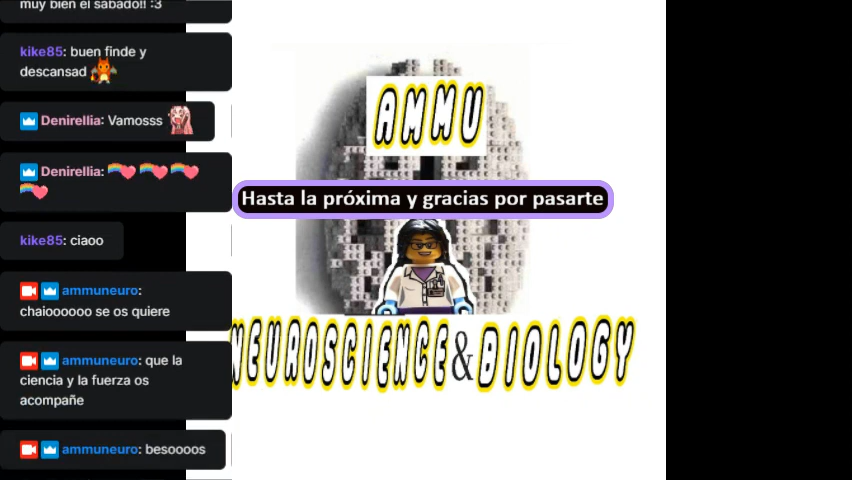 muy bien el sabado!! :3
kike85: buen finde y
descansad
Denirellia: Vamosss
Denirellia:
kike85: ciaoo
ammuneuro:
chaioooooo se os quiere
ammuneuro: que la
ciencia y la fuerza os
acompañe
ammuneuro: besoooos
AMMU
Hasta la próxima y gracias por pasarte
NEUROSCIENCE&BIOLOGY